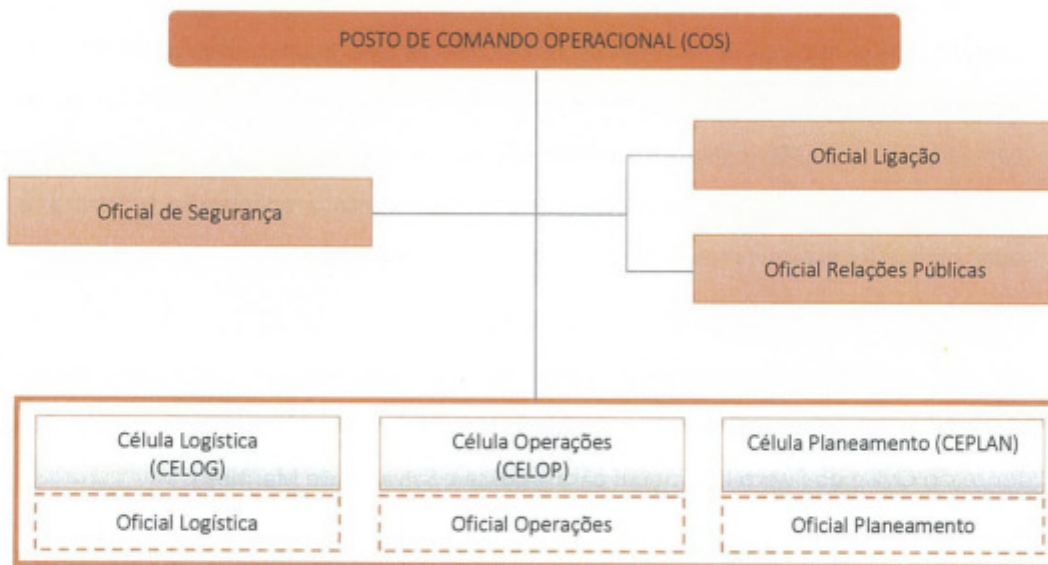 POSTO DE COMANDO OPERACIONAL (COS)
Oficial Ligação
Oficial de Segurança
Oficial Relações Públicas
Célula Logística
(CELOG)
Célula Operações
(CELOP)
Célula Planeamento (CEPLAN)
Oficial Logística
Oficial Operações
Oficial Planeamento